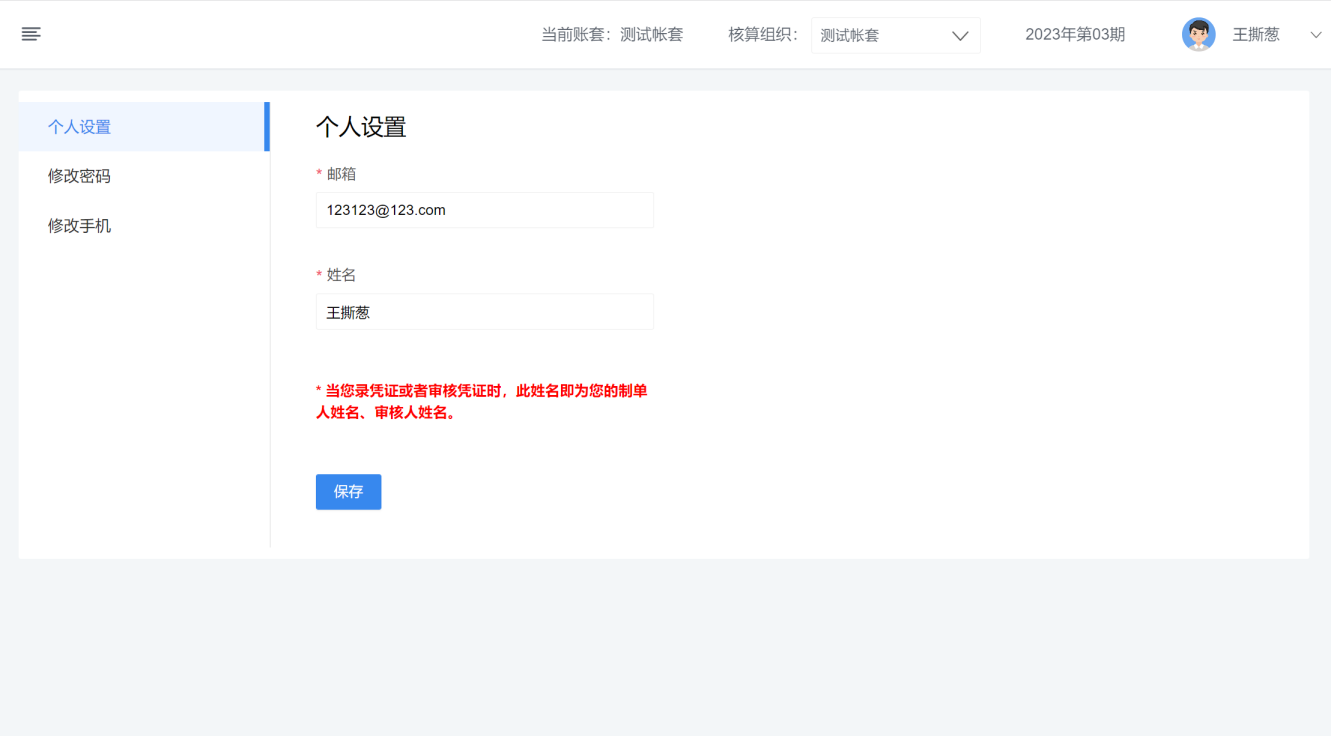 当前账套：测试帐套 核算组织： 测试帐套 2023年第03期 王撕葱
个人设置
修改密码
修改手机
个人设置
* 邮箱
123123@123.com
* 姓名
王撕葱
* 当您录凭证或者审核凭证时，此姓名即为您的制单
人姓名、审核人姓名。
保存